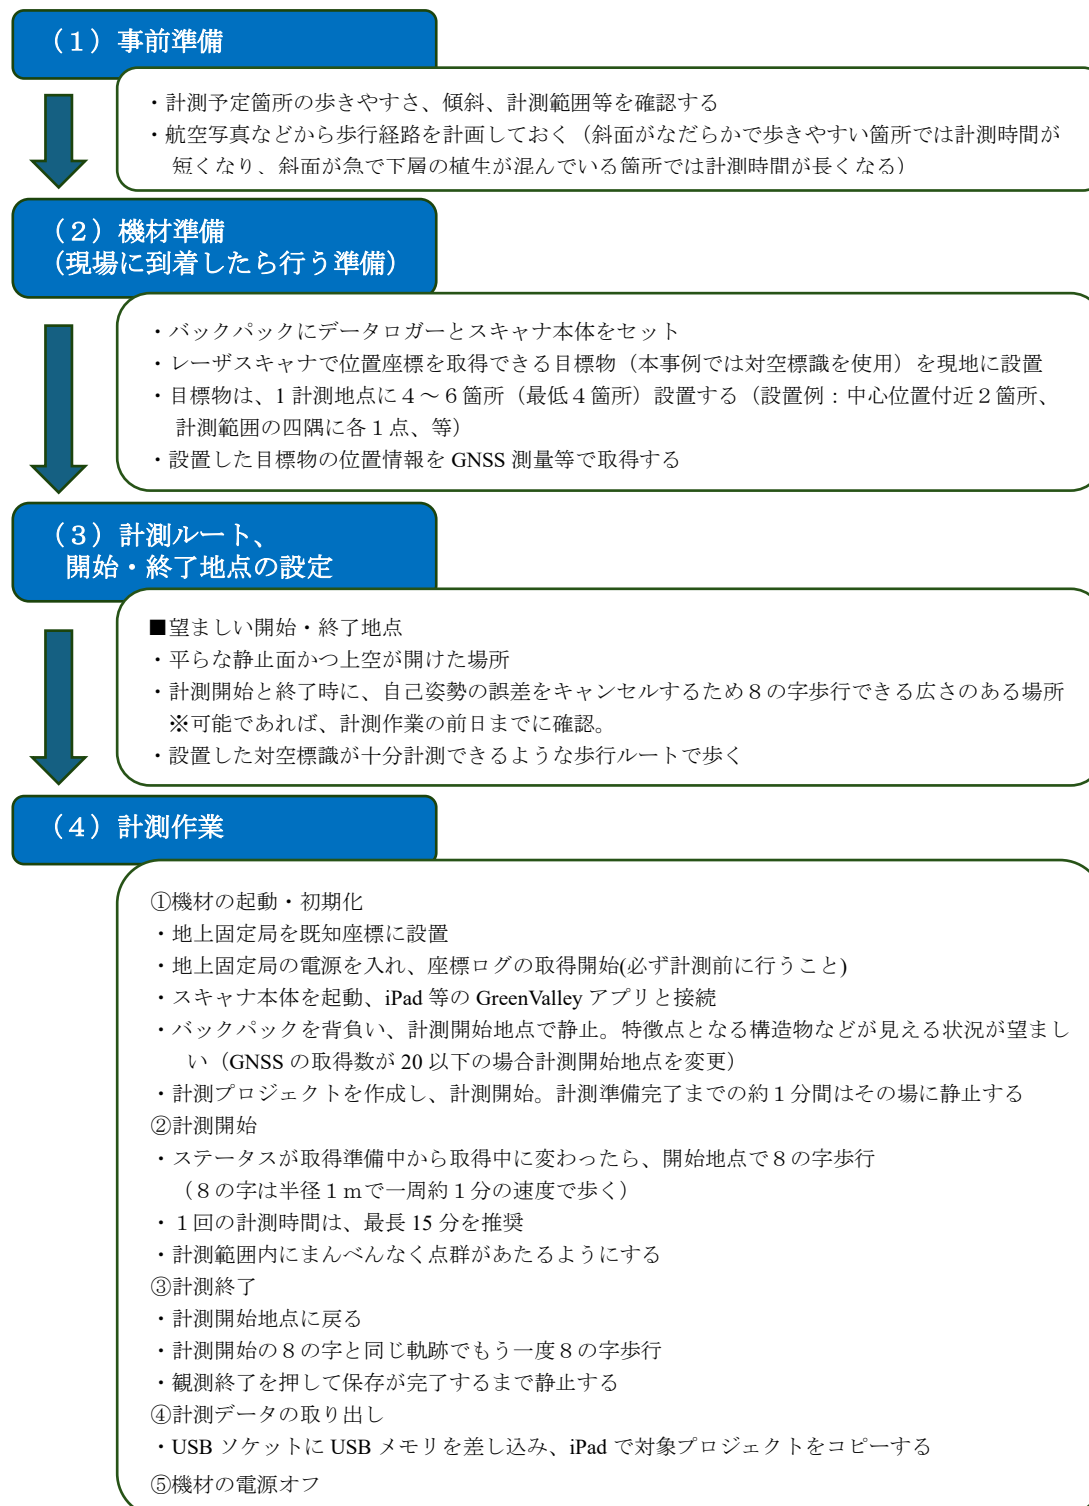 （１）事前準備
・計測予定箇所の歩きやすさ、傾斜、計測範囲等を確認する
・航空写真などから歩行経路を計画しておく（斜面がなだらかで歩きやすい箇所では計測時間が
短くなり、斜面が急で下層の植生が混んでいる箇所では計測時間が長くなる）
（２）機材準備
（現場に到着したら行う準備）
・バックパックにデータロガーとスキャナ本体をセット
・レーザスキャナで位置座標を取得できる目標物（本事例では対空標識を使用）を現地に設置
・目標物は、1 計測地点に４～６箇所（最低４箇所）設置する（設置例：中心位置付近２箇所、
計測範囲の四隅に各１点、等）
・設置した目標物の位置情報を GNSS 測量等で取得する
（３）計測ルート、
開始・終了地点の設定
■望ましい開始・終了地点
・平らな静止面かつ上空が開けた場所
・計測開始と終了時に、自己姿勢の誤差をキャンセルするため８の字歩行できる広さのある場所
※可能であれば、計測作業の前日までに確認。
・設置した対空標識が十分計測できるような歩行ルートで歩く
（４）計測作業
①機材の起動・初期化
・地上固定局を既知座標に設置
・地上固定局の電源を入れ、座標ログの取得開始(必ず計測前に行うこと)
・スキャナ本体を起動、iPad 等の GreenValley アプリと接続
・バックパックを背負い、計測開始地点で静止。特徴点となる構造物などが見える状況が望まし
い（GNSS の取得数が 20 以下の場合計測開始地点を変更）
・計測プロジェクトを作成し、計測開始。計測準備完了までの約１分間はその場に静止する
②計測開始
・ステータスが取得準備中から取得中に変わったら、開始地点で８の字歩行
（８の字は半径１ｍで一周約１分の速度で歩く）
・１回の計測時間は、最長 15 分を推奨
・計測範囲内にまんべんなく点群があたるようにする
③計測終了
・計測開始地点に戻る
・計測開始の８の字と同じ軌跡でもう一度８の字歩行
・観測終了を押して保存が完了するまで静止する
④計測データの取り出し
・USB ソケットに USB メモリを差し込み、iPad で対象プロジェクトをコピーする
⑤機材の電源オフ